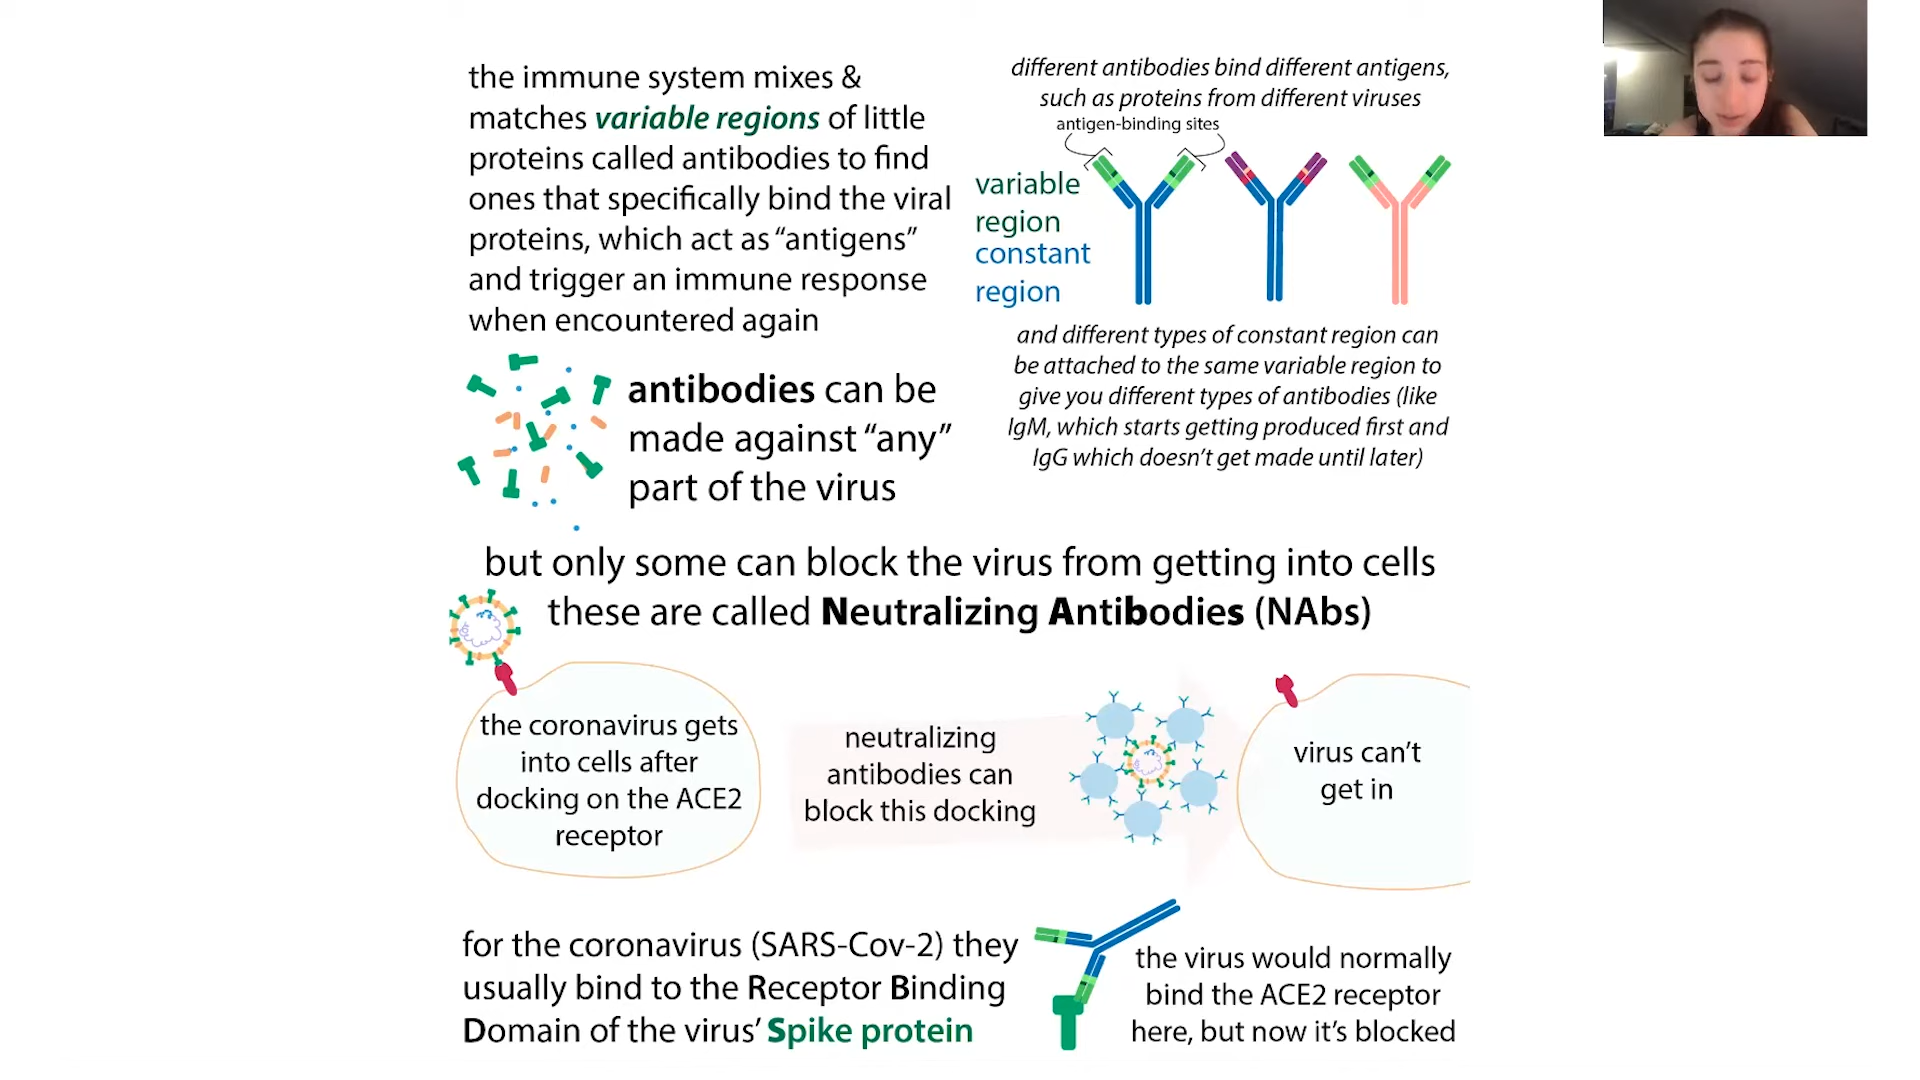 the immune system mixes &
matches variable regions of little
proteins called antibodies to find
ones that specifically bind the viral
proteins, which act as “antigens”
and trigger an immune response
when encountered again
different antibodies bind different antigens,
such as proteins from different viruses
antigen-binding sites
variable
region
constant
region
and different types of constant region can
be attached to the same variable region to
give you different types of antibodies (like
IgM, which starts getting produced first and
IgG which doesn’t get made until later)
antibodies can be
made against “any”
part of the virus
but only some can block the virus from getting into cells
these are called Neutralizing Antibodies (NAbs)
the coronavirus gets
into cells after
docking on the ACE2
receptor
neutralizing
antibodies can
block this docking
virus can’t
get in
for the coronavirus (SARS-Cov-2) they
usually bind to the Receptor Binding
Domain of the virus’ Spike protein
the virus would normally
bind the ACE2 receptor
here, but now it’s blocked